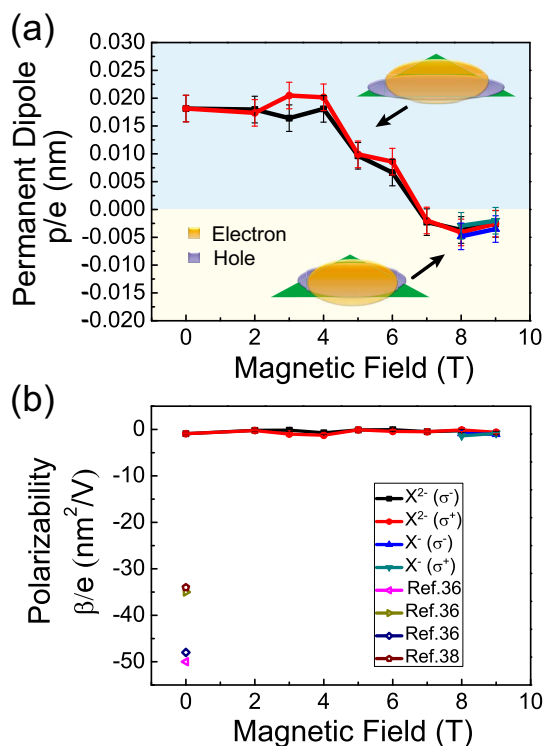 (a)
0.030
0.025
0.020
0.015
0.010
0.005
0.000
-0.005
-0.010
-0.015
-0.020
Permanent Dipole
p/e (nm)
Electron
Hole
0 2 4 6 8 10
Magnetic Field (T)
(b)
0
-10
-20
-30
-40
-50
Polarizability
β/e (nm²/V)
X²⁻ (σ⁻)
X²⁻ (σ⁺)
X⁻ (σ⁻)
X⁻ (σ⁺)
Ref.36
Ref.36
Ref.36
Ref.38
0 2 4 6 8 10
Magnetic Field (T)